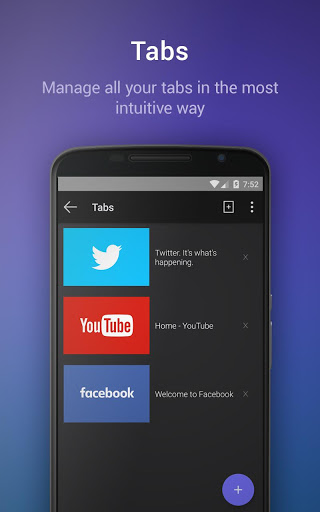 Tabs
Manage all your tabs in the most
intuitive way
7:52
Tabs
Twitter. It's what's
happening.
x
YouTube
Home - YouTube
x
facebook
Welcome to Facebook
x